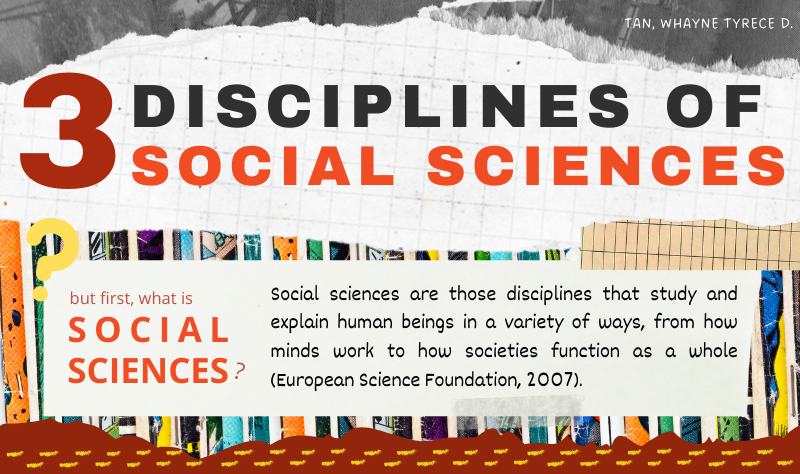 TAN, WHAYNE TYRECE D.
3 DISCIPLINES OF
SOCIAL SCIENCES
?
but first, what is
SOCIAL
SCIENCES?
Social sciences are those disciplines that study and
explain human beings in a variety of ways, from how
minds work to how societies function as a whole
(European Science Foundation, 2007).